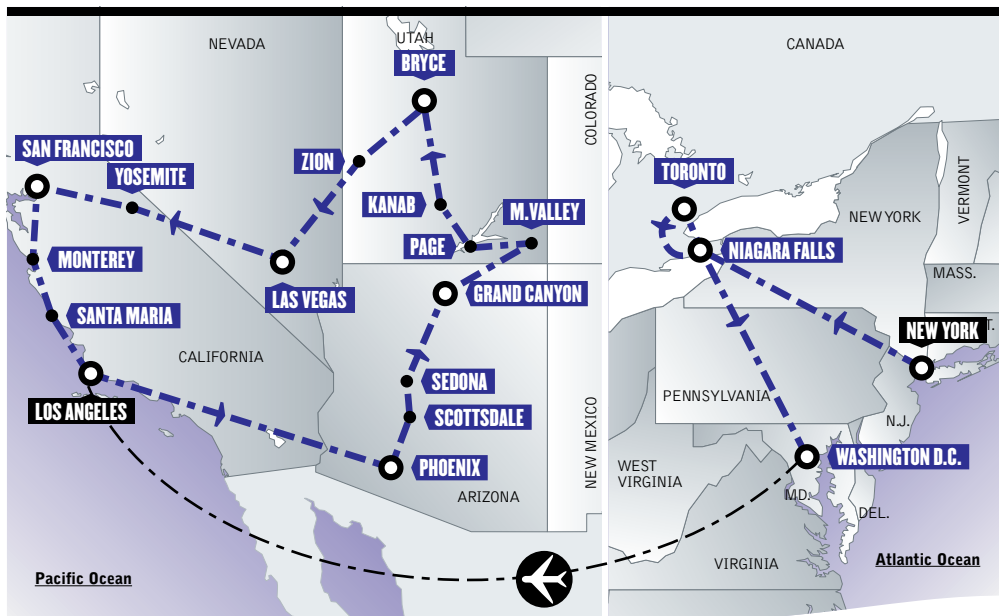 NEVADA
UTAH
BRYCE
COLORADO
SAN FRANCISCO
YOSEMITE
ZION
KANAB
M.VALLEY
PAGE
MONTEREY
LAS VEGAS
GRAND CANYON
SANTA MARIA
CALIFORNIA
SEDONA
LOS ANGELES
SCOTTSDALE
PHOENIX
ARIZONA
NEW MEXICO
Pacific Ocean
CANADA
TORONTO
NEW YORK
VERMONT
NIAGARA FALLS
MASS.
NEW YORK
T.
PENNSYLVANIA
N.J.
WASHINGTON D.C.
WEST
VIRGINIA
MD.
DEL.
VIRGINIA
Atlantic Ocean